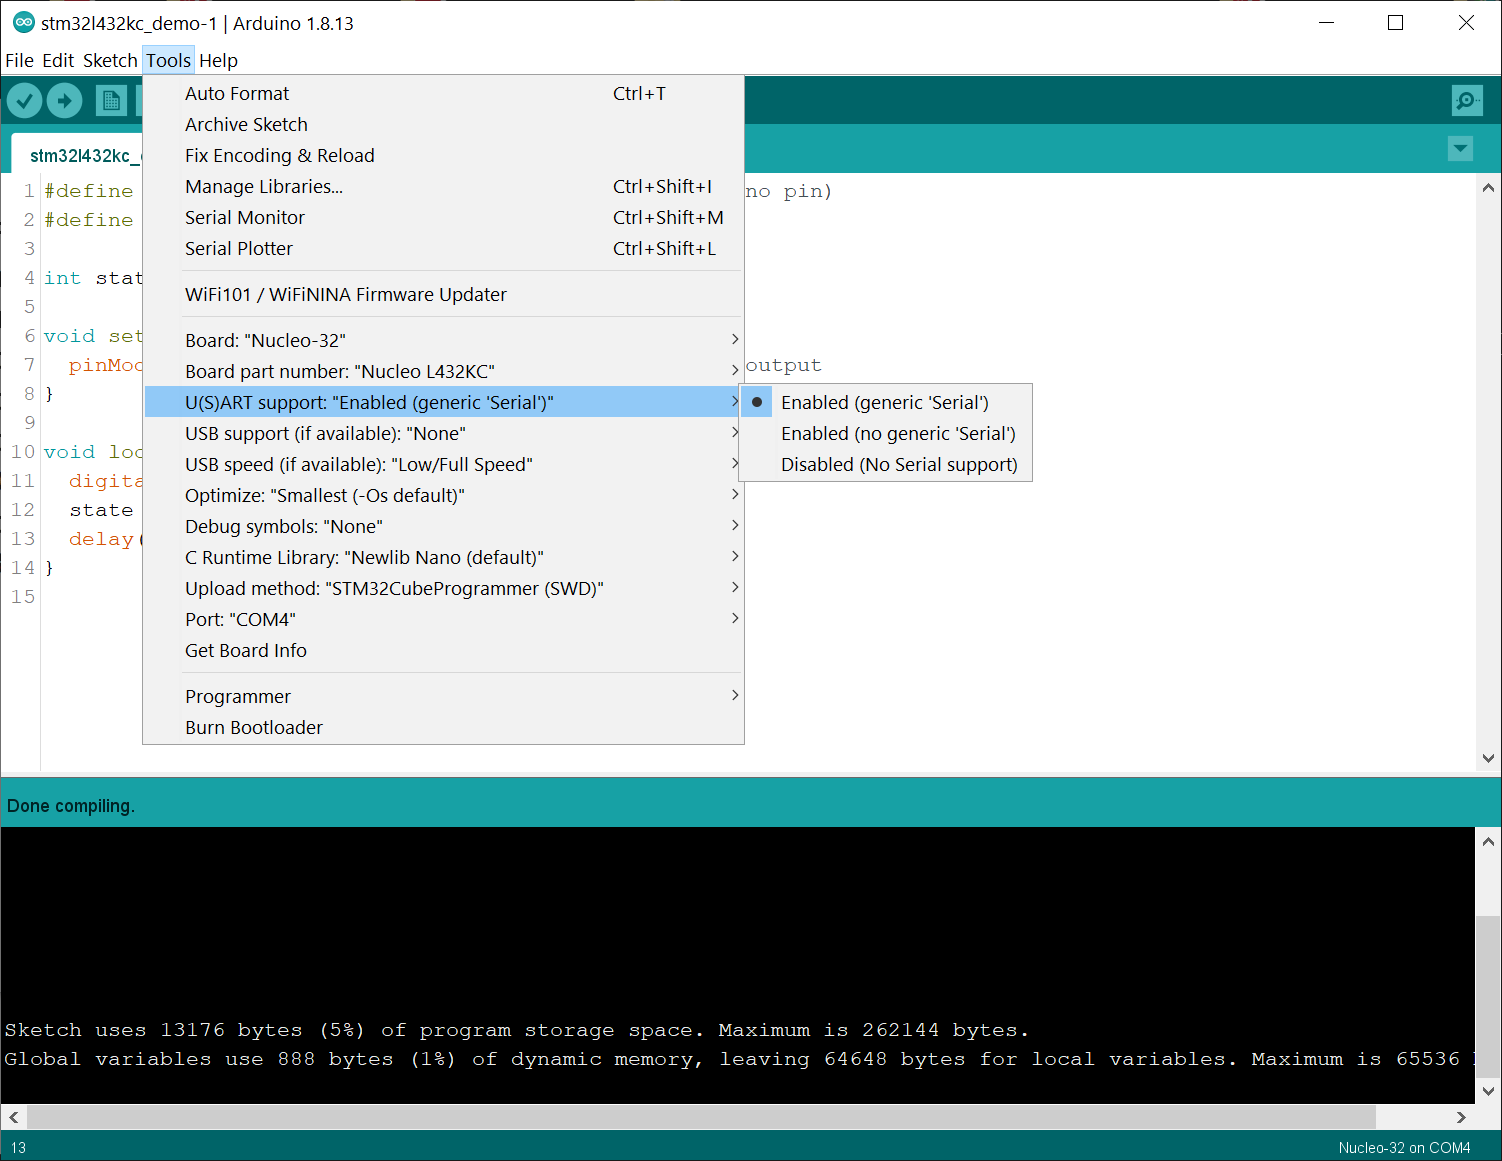 stm32l432kc_demo-1 | Arduino 1.8.13
File Edit Sketch Tools Help
Auto Format Ctrl+T
Archive Sketch
Fix Encoding & Reload
Manage Libraries... Ctrl+Shift+I
Serial Monitor Ctrl+Shift+M
Serial Plotter Ctrl+Shift+L
WiFi101 / WiFiNINA Firmware Updater
Board: "Nucleo-32"
Board part number: "Nucleo L432KC"
U(S)ART support: "Enabled (generic 'Serial')"
USB support (if available): "None"
USB speed (if available): "Low/Full Speed"
Optimize: "Smallest (-Os default)"
Debug symbols: "None"
C Runtime Library: "Newlib Nano (default)"
Upload method: "STM32CubeProgrammer (SWD)"
Port: "COM4"
Get Board Info
Programmer
Burn Bootloader
Enabled (generic 'Serial')
Enabled (no generic 'Serial')
Disabled (No Serial support)
stm32l432kc_
1 #define no pin)
2 #define
3
4 int stat
5
6 void set
7 pinMod output
8 }
9
10 void loo
11 digita
12 state
13 delay(
14 }
15
Done compiling.
Sketch uses 13176 bytes (5%) of program storage space. Maximum is 262144 bytes.
Global variables use 888 bytes (1%) of dynamic memory, leaving 64648 bytes for local variables. Maximum is 65536
13 Nucleo-32 on COM4